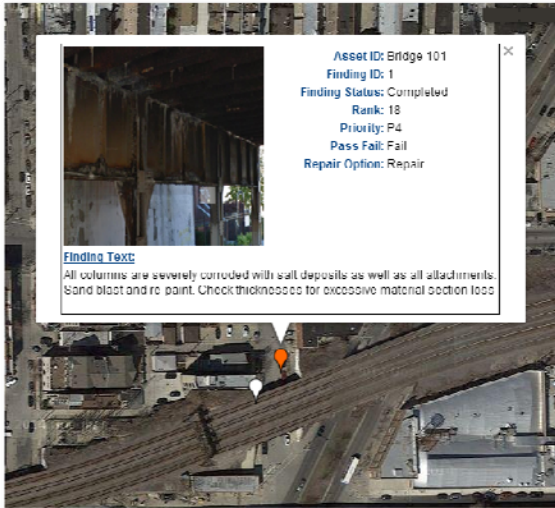 Asset ID: Bridge 101
Finding ID: 1
Finding Status: Completed
Rank: 18
Priority: P4
Pass Fail: Fail
Repair Option: Repair
Finding Text:
All columns are severely corroded with salt deposits as well as all attachments.
Sand blast and re-paint. Check thicknesses for excessive material section loss